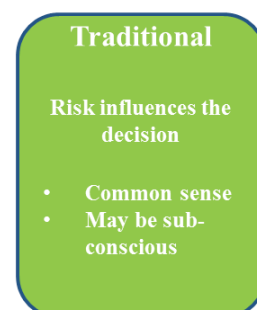 Traditional
Risk influences the
decision
• Common sense
• May be sub-
conscious